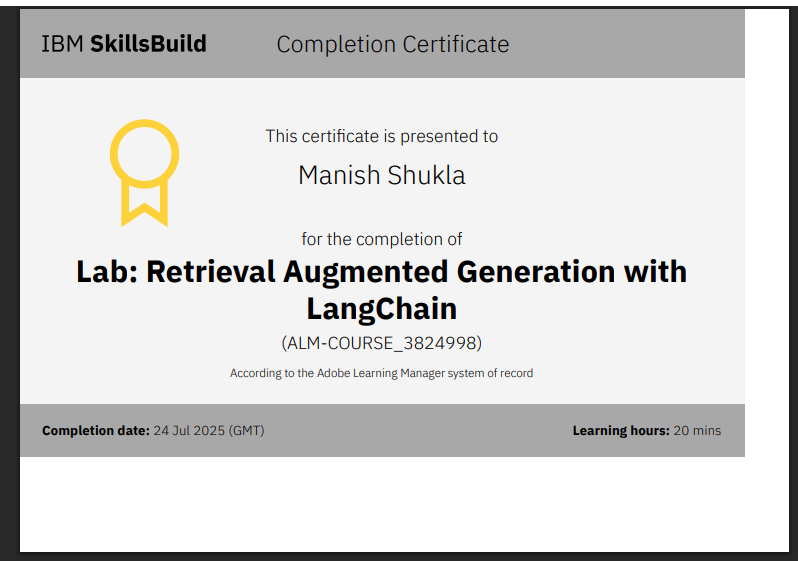 IBM SkillsBuild
Completion Certificate
This certificate is presented to
Manish Shukla
for the completion of
Lab: Retrieval Augmented Generation with
LangChain
(ALM-COURSE_3824998)
According to the Adobe Learning Manager system of record
Completion date: 24 Jul 2025 (GMT)
Learning hours: 20 mins